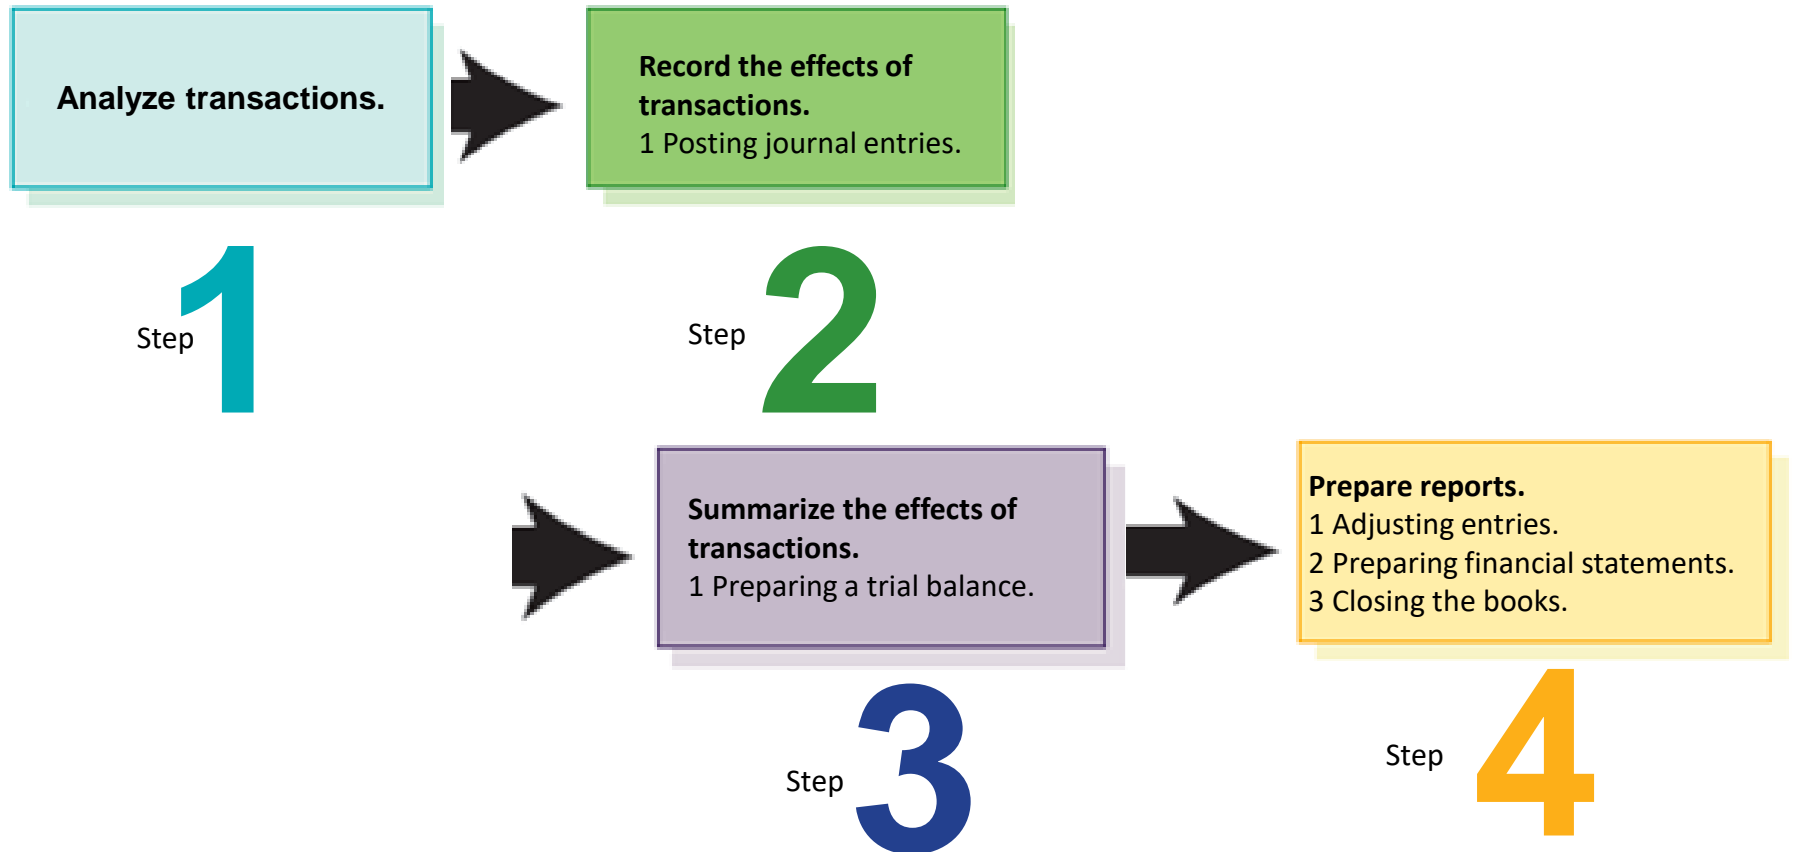 Analyze transactions.
Record the effects of
transactions.
1 Posting journal entries.
Step 1
Step 2
Summarize the effects of
transactions.
1 Preparing a trial balance.
Prepare reports.
1 Adjusting entries.
2 Preparing financial statements.
3 Closing the books.
Step 3
Step 4